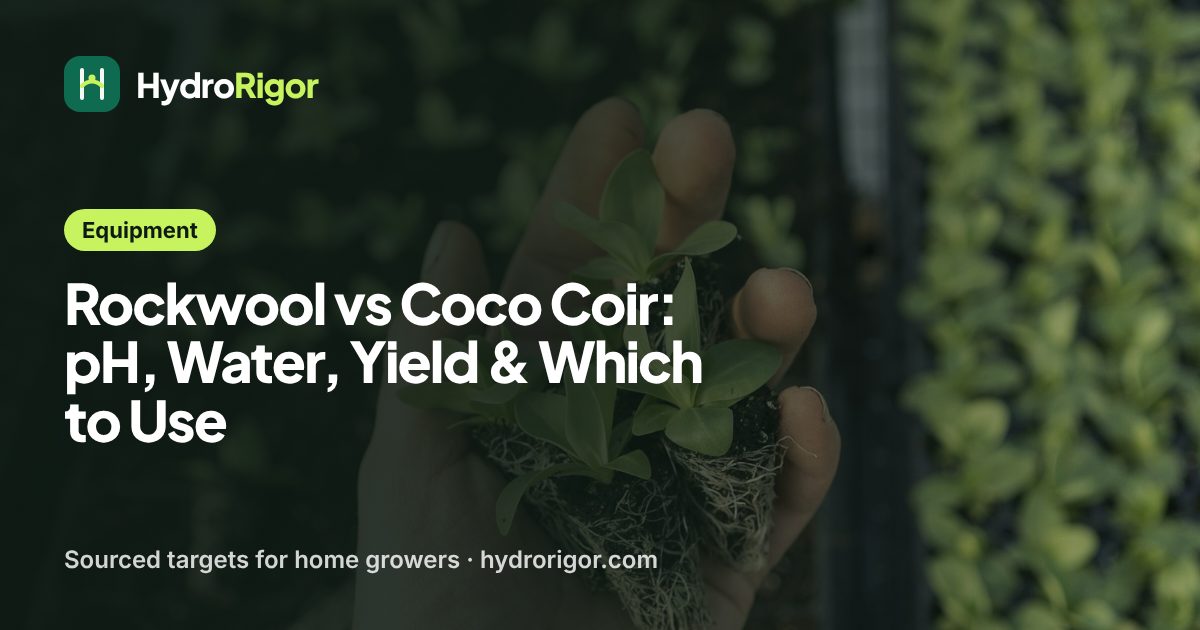 HydroRigor
Equipment
Rockwool vs Coco Coir:
pH, Water, Yield & Which
to Use
Sourced targets for home growers · hydrorigor.com